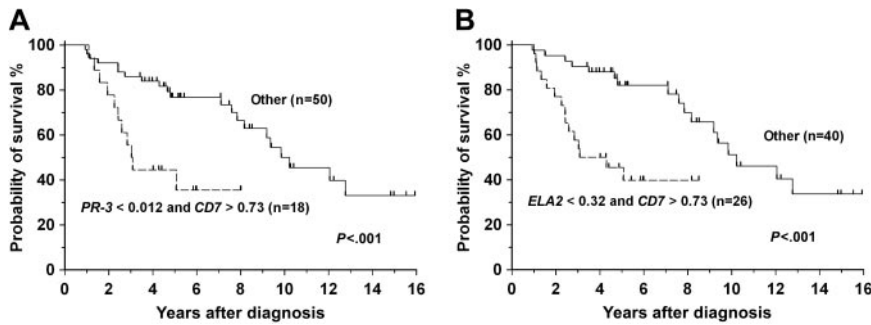 A
Probability of survival %
100
80
60
40
20
0
0 2 4 6 8 10 12 14 16
Years after diagnosis
Other (n=50)
PR-3 < 0.012 and CD7 > 0.73 (n=18)
P<.001
B
Probability of survival %
100
80
60
40
20
0
0 2 4 6 8 10 12 14 16
Years after diagnosis
Other (n=40)
ELA2 < 0.32 and CD7 > 0.73 (n=26)
P<.001